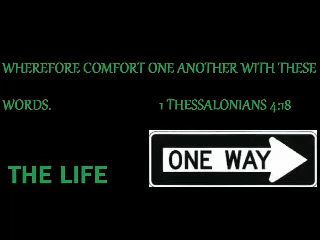 WHEREFORE COMFORT ONE ANOTHER WITH THESE
WORDS. 1 THESSALONIANS 4:18
ONE WAY
THE LIFE